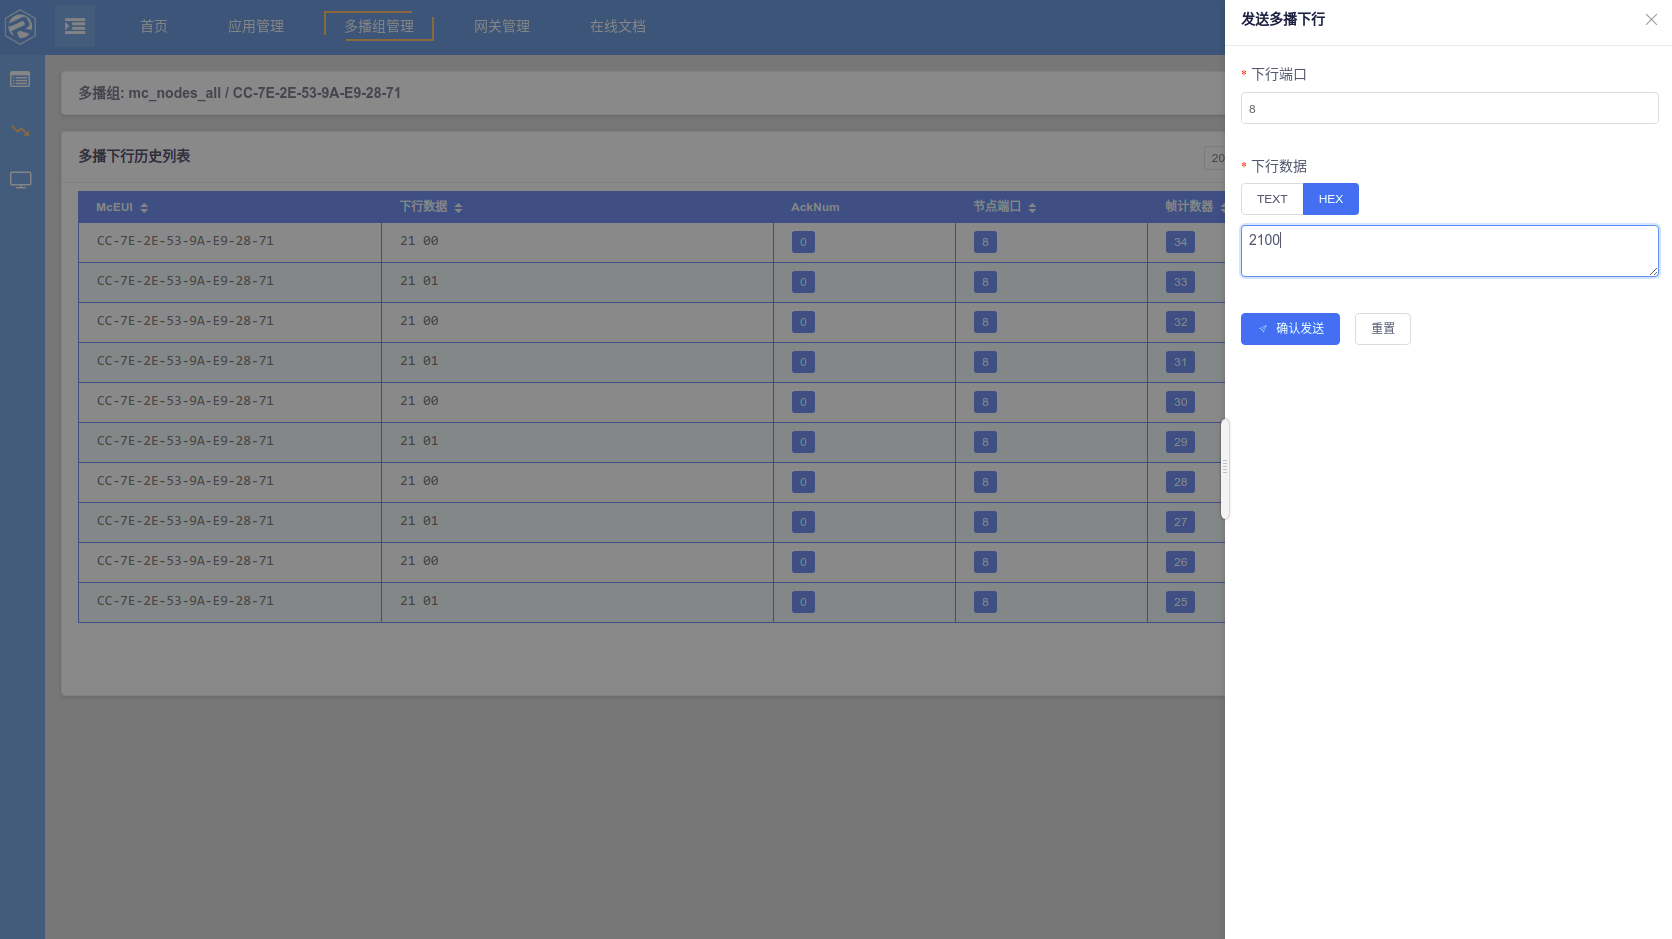 首页 应用管理 多播组管理 网关管理 在线文档
多播组: mc_nodes_all / CC-7E-2E-53-9A-E9-28-71
多播下行历史列表 20
McEUI 下行数据 AckNum 节点端口 帧计数器
CC-7E-2E-53-9A-E9-28-71 21 00 0 8 34
CC-7E-2E-53-9A-E9-28-71 21 01 0 8 33
CC-7E-2E-53-9A-E9-28-71 21 00 0 8 32
CC-7E-2E-53-9A-E9-28-71 21 01 0 8 31
CC-7E-2E-53-9A-E9-28-71 21 00 0 8 30
CC-7E-2E-53-9A-E9-28-71 21 01 0 8 29
CC-7E-2E-53-9A-E9-28-71 21 00 0 8 28
CC-7E-2E-53-9A-E9-28-71 21 01 0 8 27
CC-7E-2E-53-9A-E9-28-71 21 00 0 8 26
CC-7E-2E-53-9A-E9-28-71 21 01 0 8 25
发送多播下行
* 下行端口
8
* 下行数据
TEXT HEX
2100
确认发送 重置